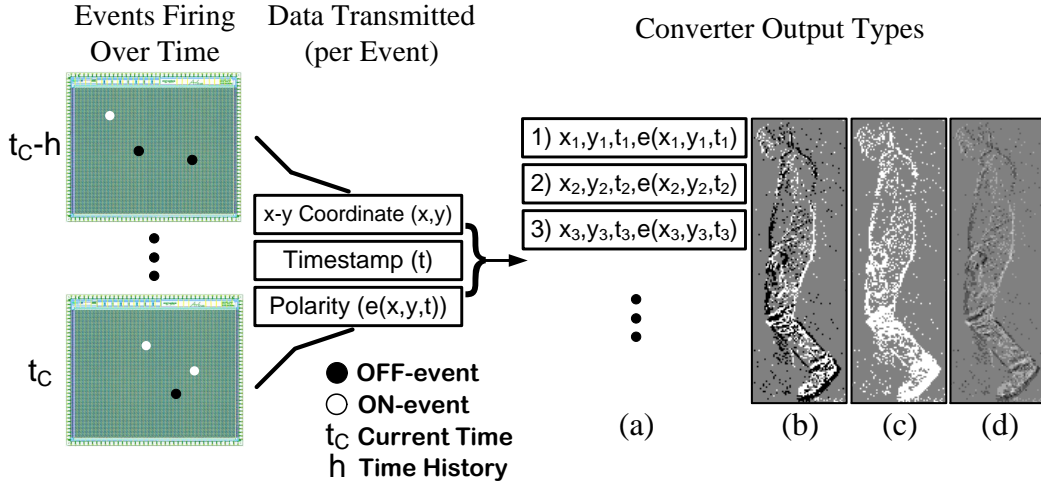 Events Firing
Over Time
Data Transmitted
(per Event)
Converter Output Types
t_C-h
x-y Coordinate (x,y)
Timestamp (t)
Polarity (e(x,y,t))
t_C
OFF-event
ON-event
t_C Current Time
h Time History
1) x₁,y₁,t₁,e(x₁,y₁,t₁)
2) x₂,y₂,t₂,e(x₂,y₂,t₂)
3) x₃,y₃,t₃,e(x₃,y₃,t₃)
(a)
(b)
(c)
(d)